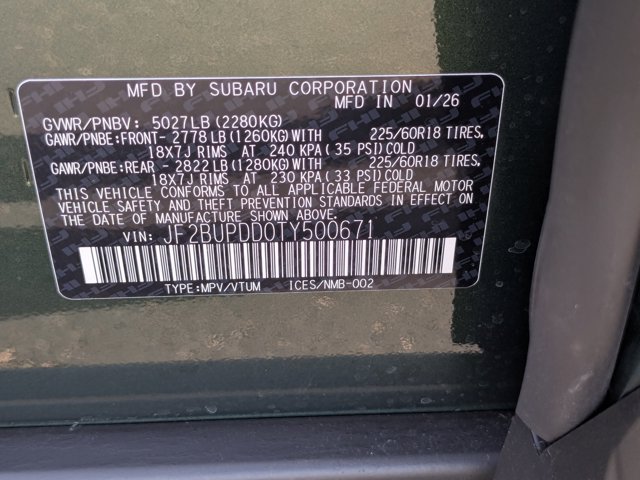 MFD BY SUBARU CORPORATION
MFD IN 01/26
GVWR/PNBV: 5027LB (2280KG)
GAWR/PNBE:FRONT- 2778 LB(1260KG)WITH 225/60R18 TIRES,
18X7J RIMS AT 240 KPA ( 35 PSI) COLD
GAWR/PNBE:REAR - 2822LB(1280KG)WITH 225/60R18 TIRES,
18X7J RIMS AT 230 KPA ( 33 PSI) COLD
THIS VEHICLE CONFORMS TO ALL APPLICABLE FEDERAL MOTOR
VEHICLE SAFETY AND THEFT PREVENTION STANDARDS IN EFFECT ON
THE DATE OF MANUFACTURE SHOWN ABOVE.
VIN: JF2BUPDD0TY500671
TYPE:MPV/VTUM ICES/NMB-002